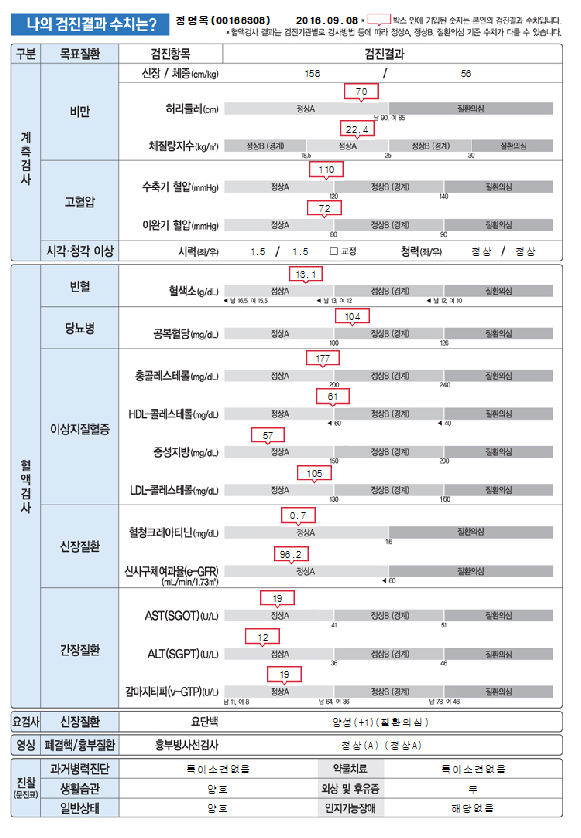 나의 검진결과 수치는? 정명옥(00166808) 2016.09.08 * 박스 안에 기입된 숫자는 본인의 검진결과 수치입니다.
* 혈액검사 결과는 검진기관별로 검사방법 등에 따라 정상A, 정상B, 질환의심 기준 수치가 다를 수 있습니다.
구분 목표질환 검진항목 검진결과
계측검사
비만
신장 / 체중(cm/kg) 158 / 56
70
허리둘레(cm) 정상A 질환의심
남 90, 여 85
22.4
체질량지수(kg/㎡) 정상B (경계) 정상A 정상B (경계) 질환의심
18.5 25 30
고혈압
110
수축기 혈압(mmHg) 정상A 정상B (경계) 질환의심
120 140
72
이완기 혈압(mmHg) 정상A 정상B (경계) 질환의심
80 90
시각·청각 이상 시력(좌/우) 1.5 / 1.5 □ 교정 청력(좌/우) 정상 / 정상
혈액검사
빈혈
13.1
혈색소(g/dL) 정상A 정상B (경계) 질환의심
◀ 남 16.5 여 15.5 ◀ 남 13, 여 12 ◀ 남 12, 여 10
당뇨병
104
공복혈당(mg/dL) 정상A 정상B (경계) 질환의심
100 126
이상지질혈증
177
총콜레스테롤(mg/dL) 정상A 정상B (경계) 질환의심
200 240
61
HDL-콜레스테롤(mg/dL) 정상A 정상B (경계) 질환의심
◀ 60 ◀ 40
57
중성지방(mg/dL) 정상A 정상B (경계) 질환의심
150 200
105
LDL-콜레스테롤(mg/dL) 정상A 정상B (경계) 질환의심
130 160
신장질환
0.7
혈청크레아티닌(mg/dL) 정상A 질환의심
96.2
신사구체여과율(e-GFR) 정상A 질환의심
(mL/min/1.73㎡) ◀ 60
간장질환
19
AST(SGOT)(U/L) 정상A 정상B (경계) 질환의심
41 51
12
ALT(SGPT)(U/L) 정상A 정상B (경계) 질환의심
36 46
19
감마지티피(γ-GTP)(U/L) 정상A 정상B (경계) 질환의심
남 11, 여 8 남 64, 여 36 남 78, 여 46
요검사 신장질환 요단백 양성(+1)(질환의심)
영상 폐결핵/흉부질환 흉부방사선검사 정상(A) (정상A)
진찰
(문진표)
과거병력진단 특이소견없음 약물치료 특이소견없음
생활습관 양호 외상 및 후유증 무
일반상태 양호 인지기능장애 해당없음